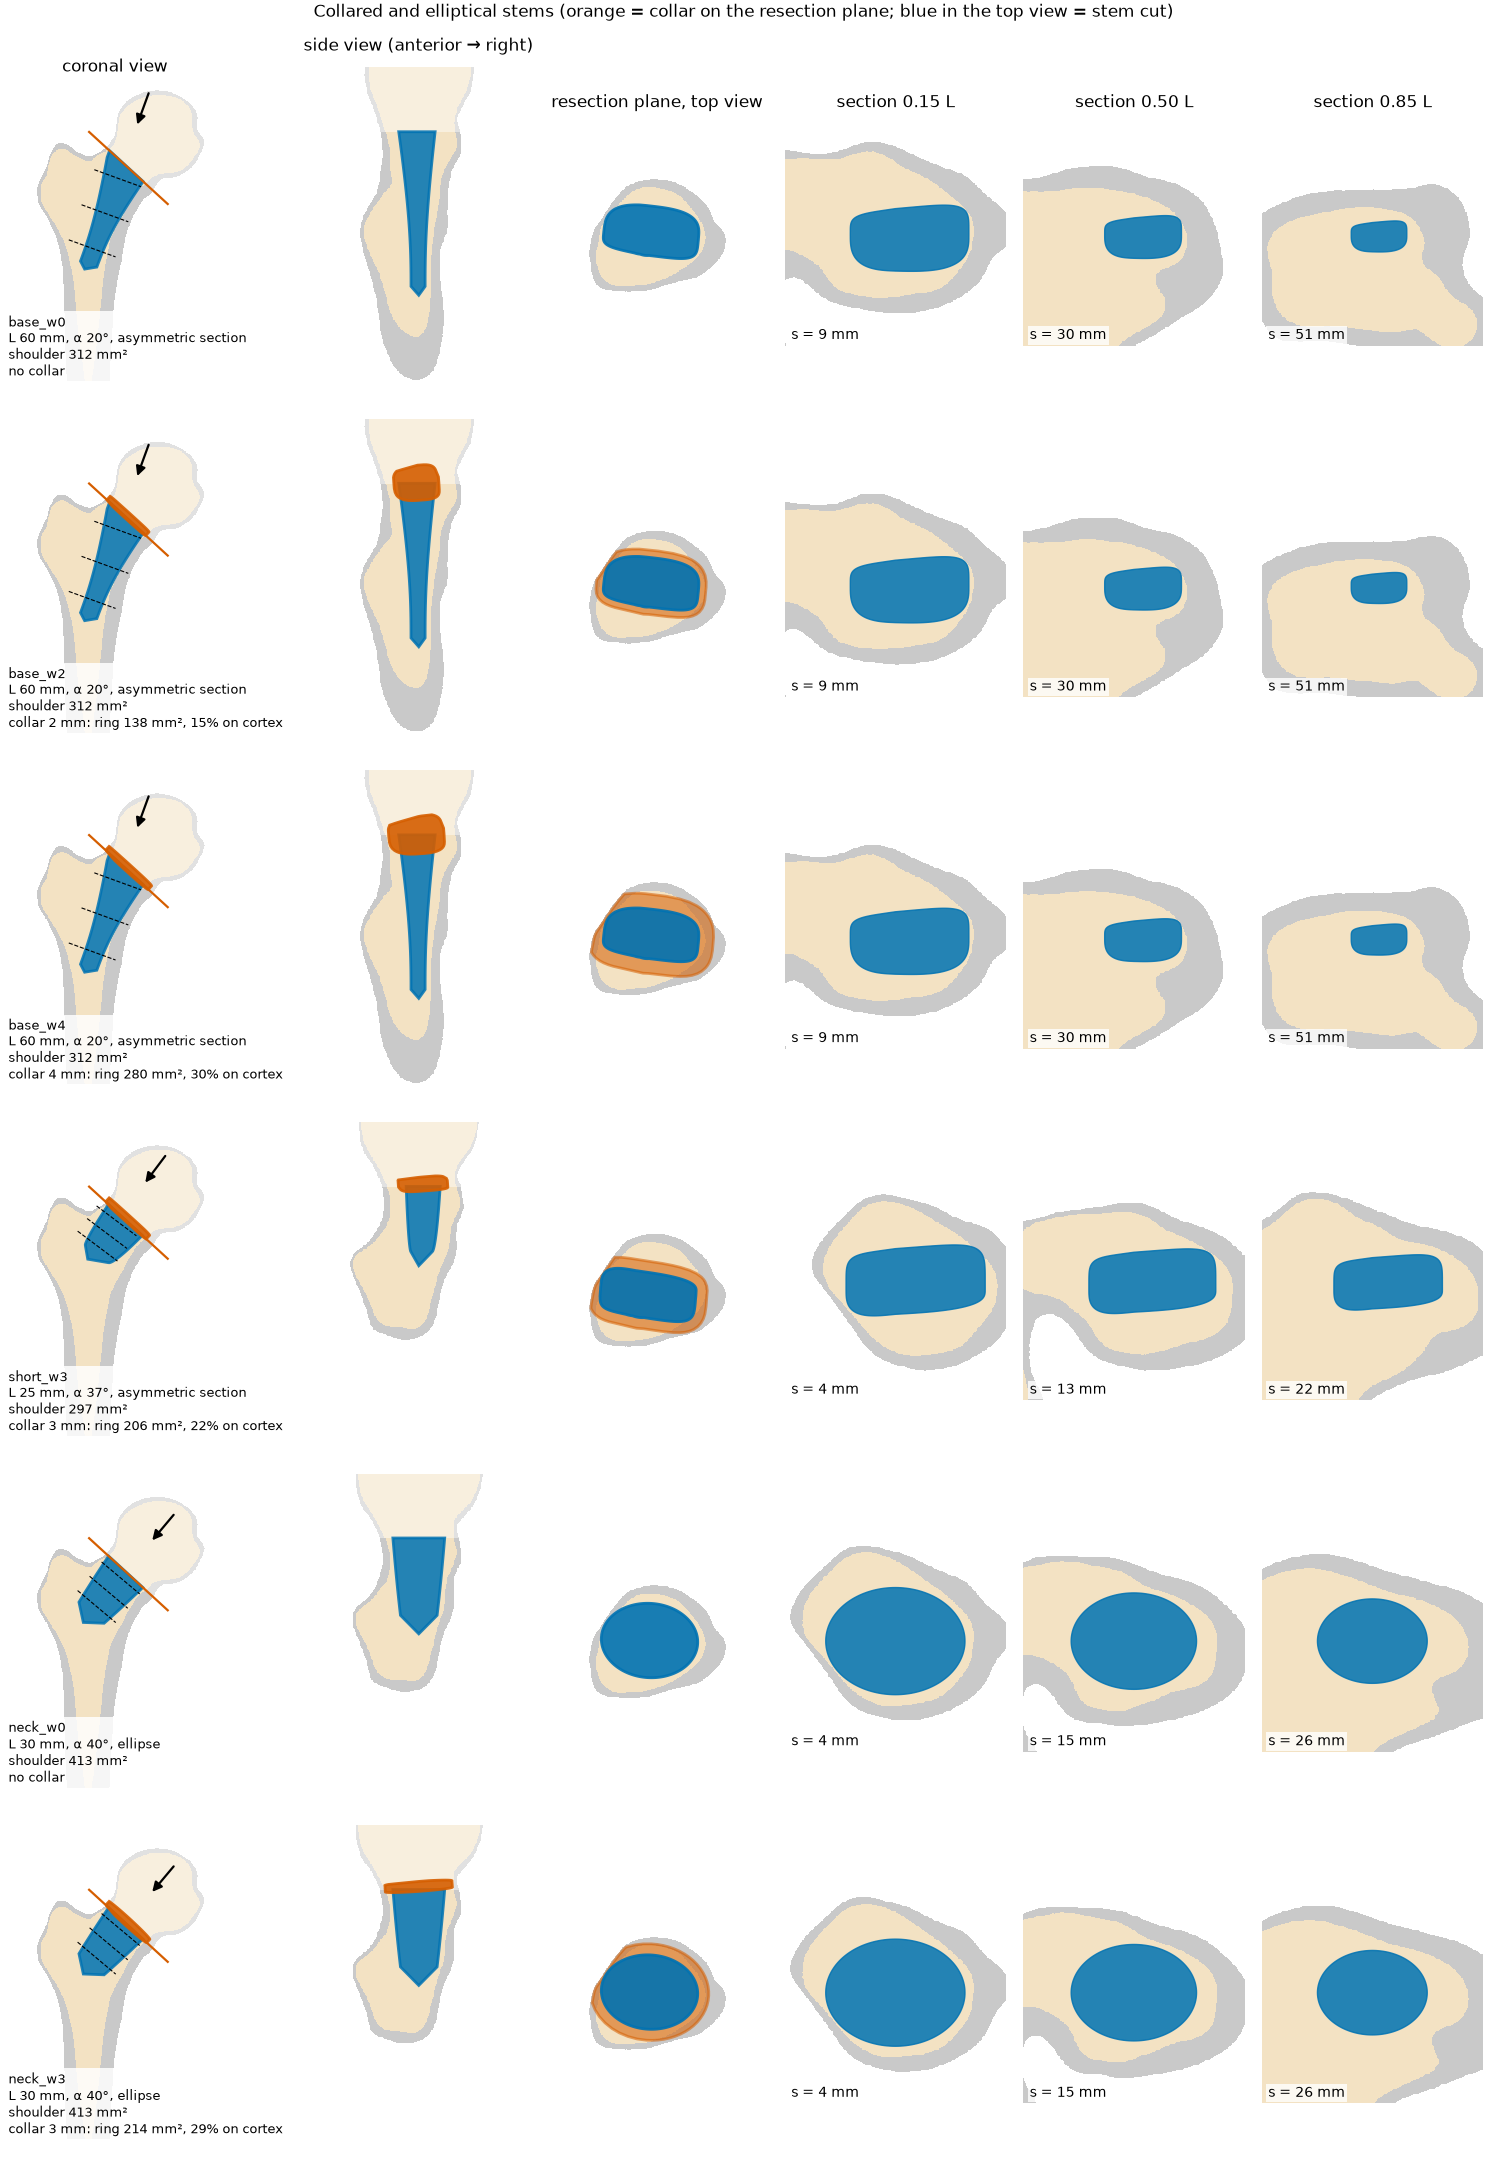 Collared and elliptical stems (orange = collar on the resection plane; blue in the top view = stem cut)
coronal view
side view (anterior → right)
resection plane, top view
section 0.15 L
section 0.50 L
section 0.85 L
base_w0
L 60 mm, α 20°, asymmetric section
shoulder 312 mm²
no collar
s = 9 mm
s = 30 mm
s = 51 mm
base_w2
L 60 mm, α 20°, asymmetric section
shoulder 312 mm²
collar 2 mm: ring 138 mm², 15% on cortex
s = 9 mm
s = 30 mm
s = 51 mm
base_w4
L 60 mm, α 20°, asymmetric section
shoulder 312 mm²
collar 4 mm: ring 280 mm², 30% on cortex
s = 9 mm
s = 30 mm
s = 51 mm
short_w3
L 25 mm, α 37°, asymmetric section
shoulder 297 mm²
collar 3 mm: ring 206 mm², 22% on cortex
s = 4 mm
s = 13 mm
s = 22 mm
neck_w0
L 30 mm, α 40°, ellipse
shoulder 413 mm²
no collar
s = 4 mm
s = 15 mm
s = 26 mm
neck_w3
L 30 mm, α 40°, ellipse
shoulder 413 mm²
collar 3 mm: ring 214 mm², 29% on cortex
s = 4 mm
s = 15 mm
s = 26 mm